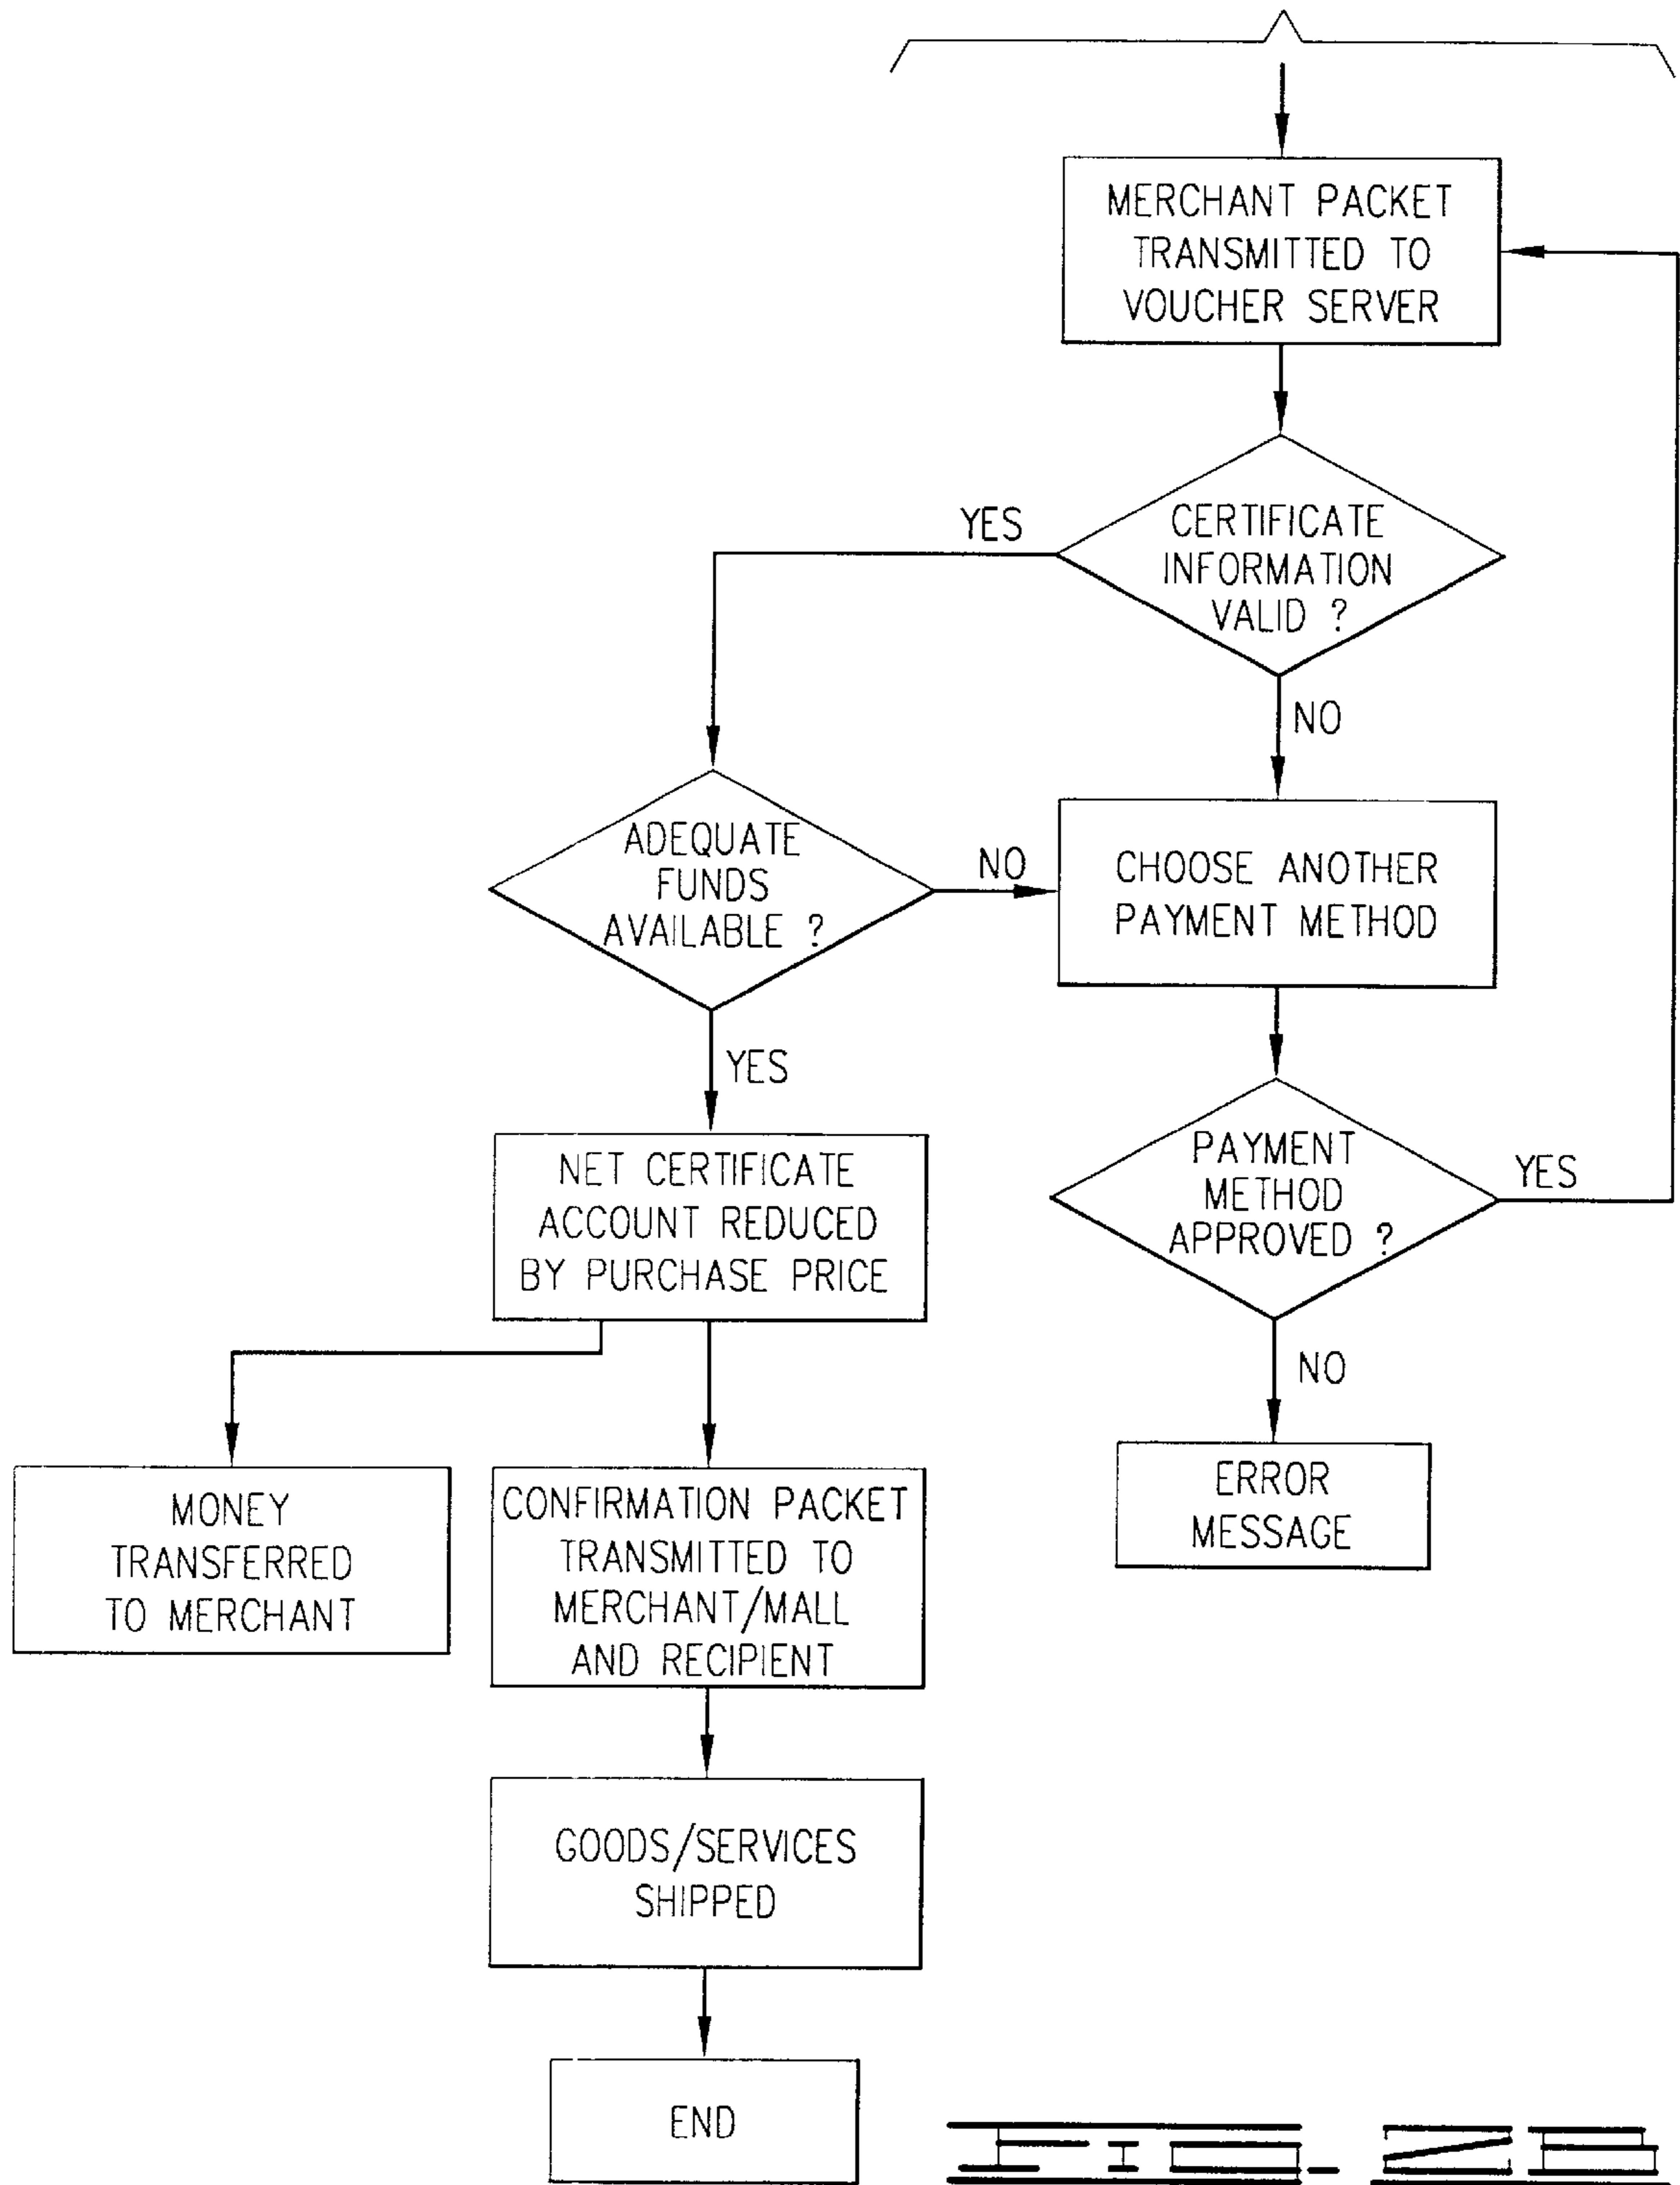 MERCHANT PACKET
TRANSMITTED TO
VOUCHER SERVER
CERTIFICATE
INFORMATION
VALID ?
YES
NO
ADEQUATE
FUNDS
AVAILABLE ?
NO
CHOOSE ANOTHER
PAYMENT METHOD
YES
PAYMENT
METHOD
APPROVED ?
YES
NET CERTIFICATE
ACCOUNT REDUCED
BY PURCHASE PRICE
NO
ERROR
MESSAGE
MONEY
TRANSFERRED
TO MERCHANT
CONFIRMATION PACKET
TRANSMITTED TO
MERCHANT/MALL
AND RECIPIENT
GOODS/SERVICES
SHIPPED
END